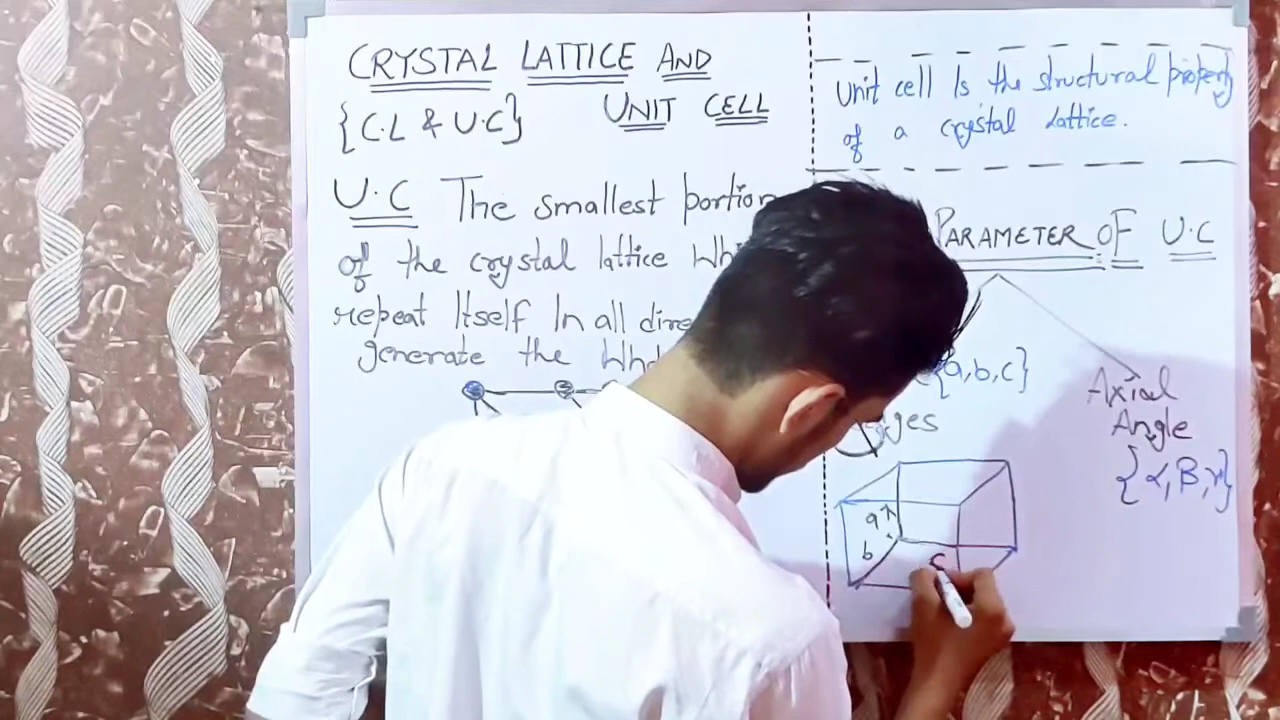 CRYSTAL LATTICE AND
{C.L & U.C} UNIT CELL
U.C The smallest portion
of the crystal lattice
repeat Itself In all
generate the
Unit cell Is the structural property
of a crystal lattice.
PARAMETER OF U.C
{a,b,c}
Axial
Angle
{α,B,γ}
a
b
c